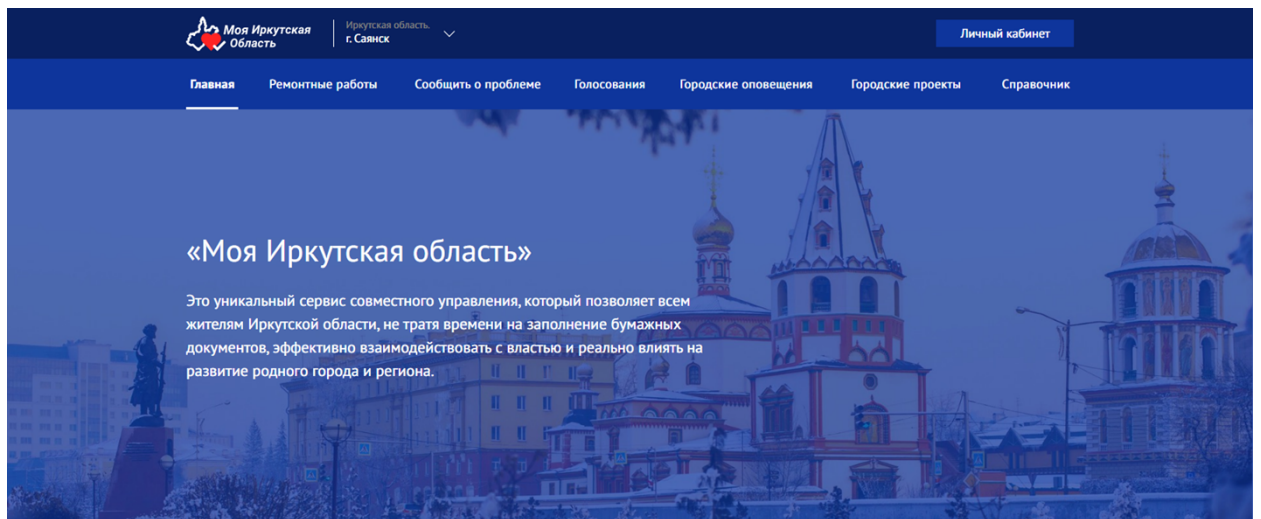 Моя Иркутская
Область
Иркутская область.
г. Саянск
Личный кабинет
Главная
Ремонтные работы
Сообщить о проблеме
Голосования
Городские оповещения
Городские проекты
Справочник
«Моя Иркутская область»
Это уникальный сервис совместного управления, который позволяет всем
жителям Иркутской области, не тратя времени на заполнение бумажных
документов, эффективно взаимодействовать с властью и реально влиять на
развитие родного города и региона.